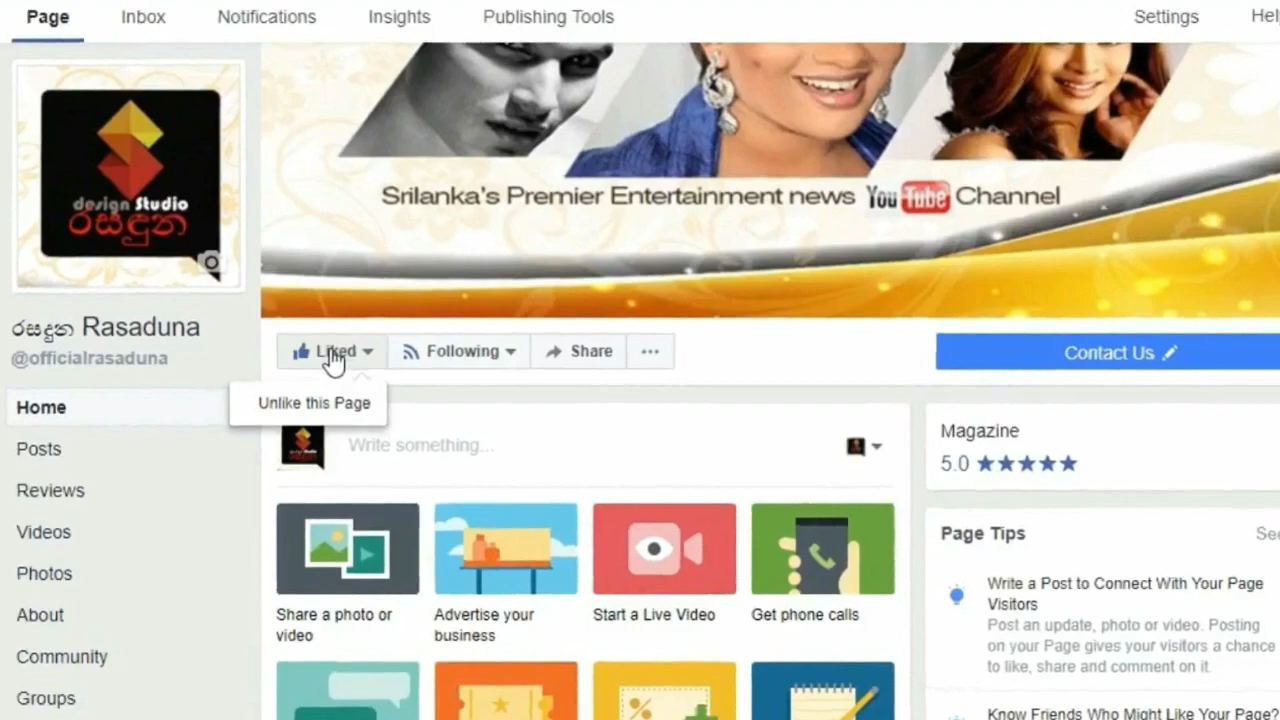 Page
Inbox
Notifications
Insights
Publishing Tools
Settings
design Studio
රසදුන
Srilanka's Premier Entertainment news YouTube Channel
රසදුන Rasaduna
@officialrasaduna
Liked
Following
Share
Contact Us
Unlike this Page
Home
Posts
Reviews
Videos
Photos
About
Community
Groups
Write something...
Share a photo or
video
Advertise your
business
Start a Live Video
Get phone calls
Magazine
5.0
Page Tips
Write a Post to Connect With Your Page
Visitors
Post an update, photo or video. Posting
on your Page gives your visitors a chance
to like, share and comment on it.
Know Friends Who Might Like Your Page?